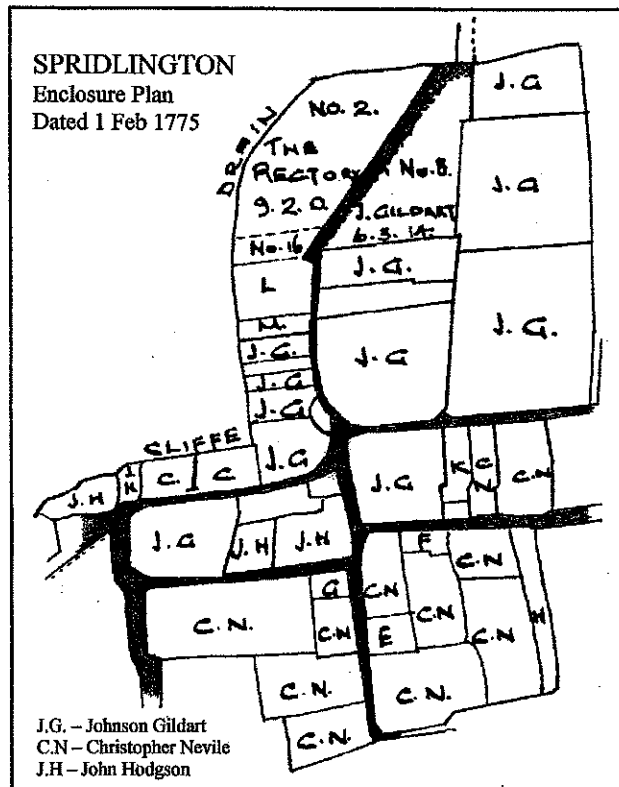 SPRIDLINGTON
Enclosure Plan
Dated 1 Feb 1775
DRAIN
No. 2.
THE
RECTORY
9.2.0
No. 16
L
M.
J.G.
J.G
J.G
J.G
No. 8.
J. GILDART
6.3.14.
J.G.
J.G
J.G
J.G
J.G.
CLIFFE
J.H
J.H
C.
C
J.G
K
C
N
C.N
J.G
J.H
J.H
F
C.N
G
C.N
C.N
C.N
C.N
H
C.N.
C.N
E
C.N.
C.N.
C.N.
J.G. – Johnson Gildart
C.N – Christopher Nevile
J.H – John Hodgson